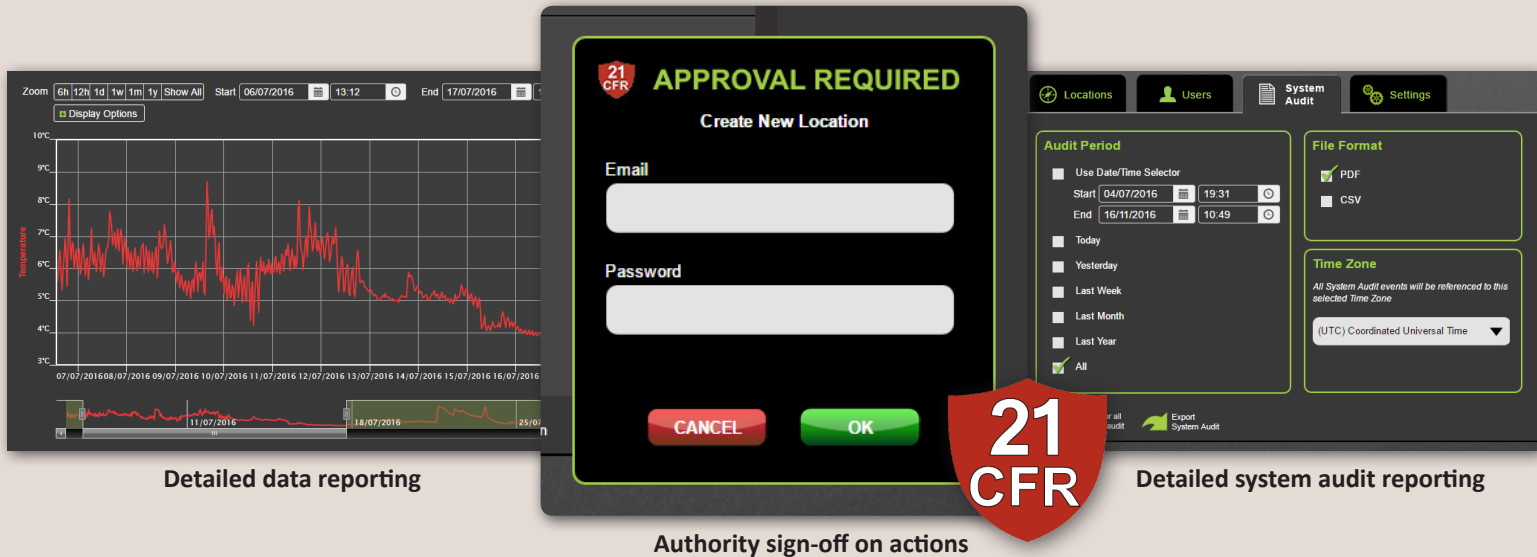 Zoom 6h 12h 1d 1w 1m 1y Show All Start 06/07/2016 13:12 End 17/07/2016
Display Options
10°C
9°C
8°C
7°C
6°C
5°C
4°C
3°C
Temperature
07/07/2016 08/07/2016 09/07/2016 10/07/2016 11/07/2016 12/07/2016 13/07/2016 14/07/2016 15/07/2016 16/07/2016
11/07/2016 18/07/2016 25/07
Detailed data reporting
21
CFR
APPROVAL REQUIRED
Create New Location
Email
Password
CANCEL OK
21
CFR
Authority sign-off on actions
Locations Users System Audit Settings
Audit Period
Use Date/Time Selector
Start 04/07/2016 19:31
End 16/11/2016 10:49
Today
Yesterday
Last Week
Last Month
Last Year
All
File Format
PDF
CSV
Time Zone
All System Audit events will be referenced to this
selected Time Zone
(UTC) Coordinated Universal Time
all
audit
Export
System Audit
Detailed system audit reporting